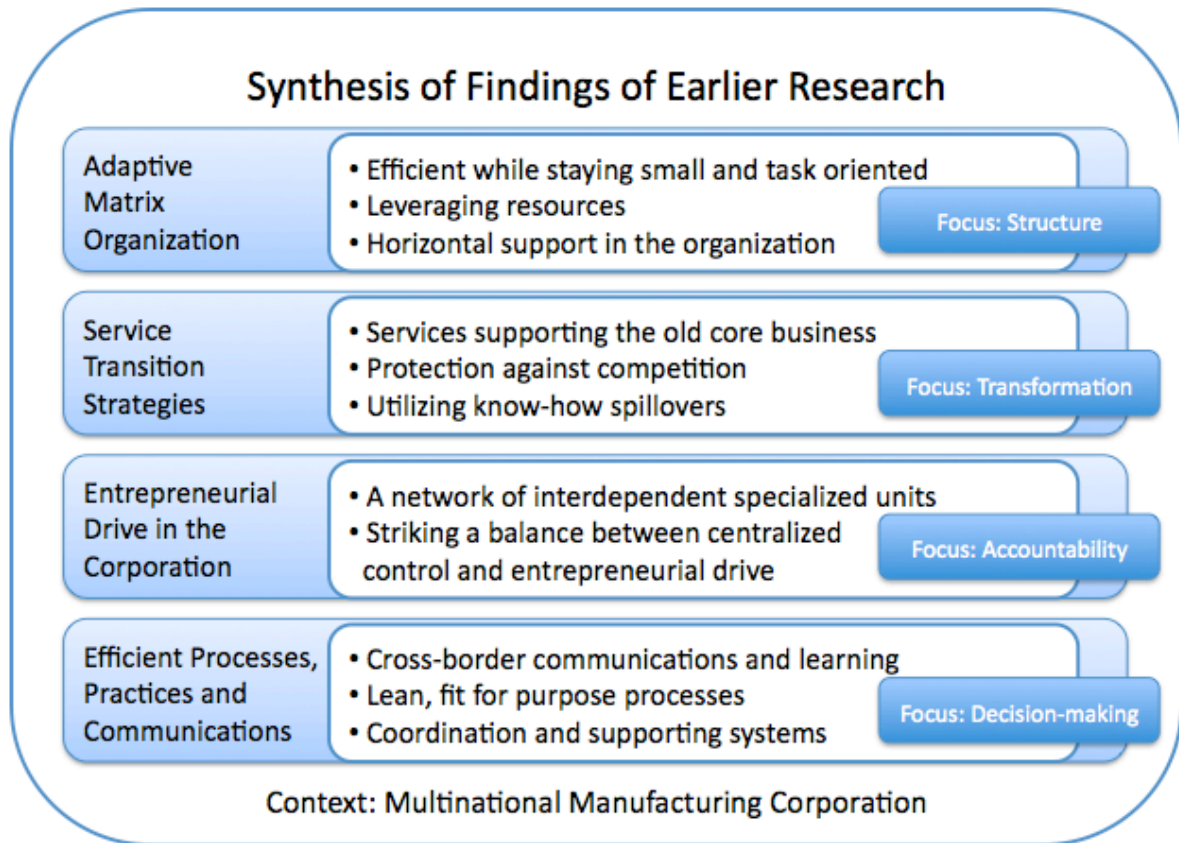 Synthesis of Findings of Earlier Research
Adaptive
Matrix
Organization
• Efficient while staying small and task oriented
• Leveraging resources
• Horizontal support in the organization
Focus: Structure
Service
Transition
Strategies
• Services supporting the old core business
• Protection against competition
• Utilizing know-how spillovers
Focus: Transformation
Entrepreneurial
Drive in the
Corporation
• A network of interdependent specialized units
• Striking a balance between centralized
control and entrepreneurial drive
Focus: Accountability
Efficient Processes,
Practices and
Communications
• Cross-border communications and learning
• Lean, fit for purpose processes
• Coordination and supporting systems
Focus: Decision-making
Context: Multinational Manufacturing Corporation